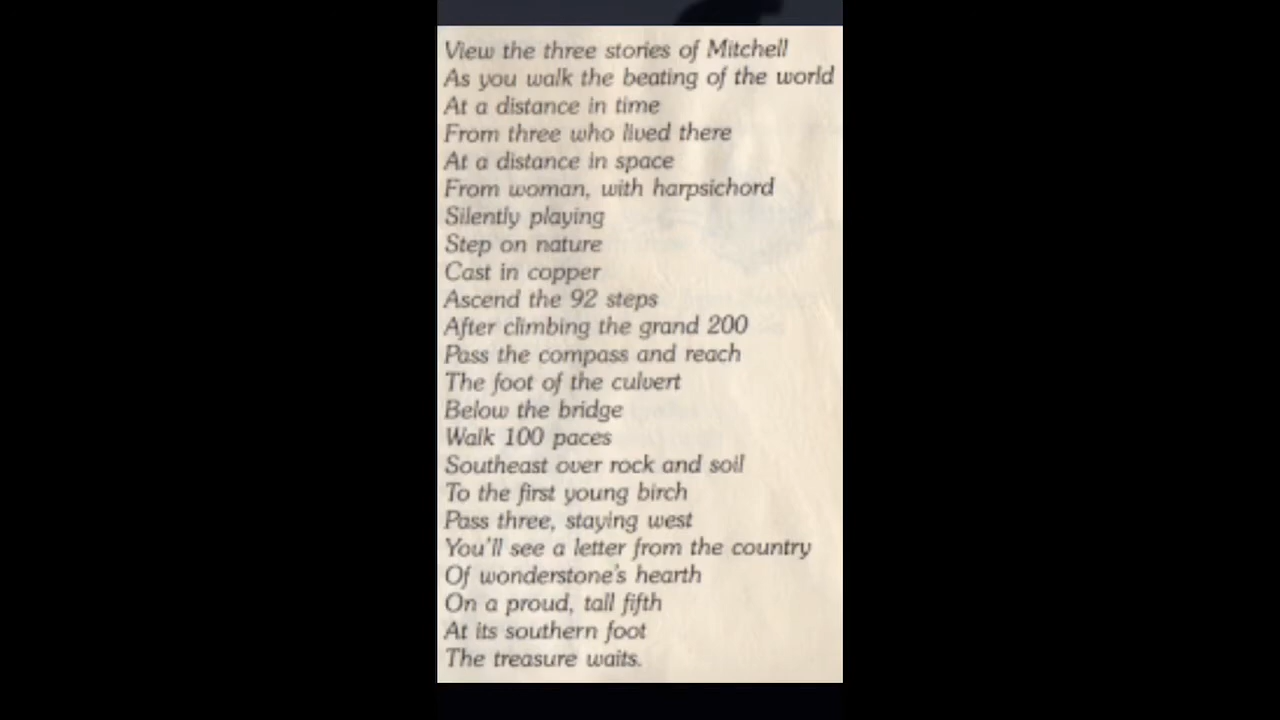 View the three stories of Mitchell
As you walk the beating of the world
At a distance in time
From three who lived there
At a distance in space
From woman, with harpsichord
Silently playing
Step on nature
Cast in copper
Ascend the 92 steps
After climbing the grand 200
Pass the compass and reach
The foot of the culvert
Below the bridge
Walk 100 paces
Southeast over rock and soil
To the first young birch
Pass three, staying west
You'll see a letter from the country
Of wonderstone's hearth
On a proud, tall fifth
At its southern foot
The treasure waits.